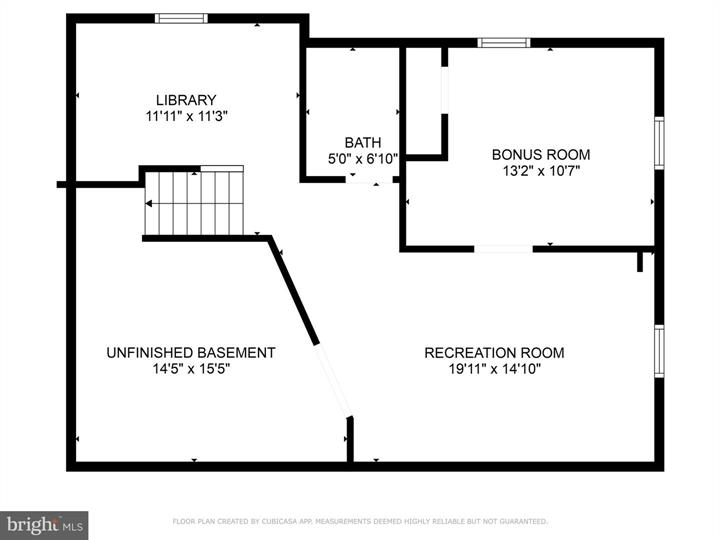 LIBRARY
11'11" x 11'3"
BATH
5'0" x 6'10"
BONUS ROOM
13'2" x 10'7"
UNFINISHED BASEMENT
14'5" x 15'5"
RECREATION ROOM
19'11" x 14'10"
FLOOR PLAN CREATED BY CUBICASA APP. MEASUREMENTS DEEMED HIGHLY RELIABLE BUT NOT GUARANTEED.
bright MLS